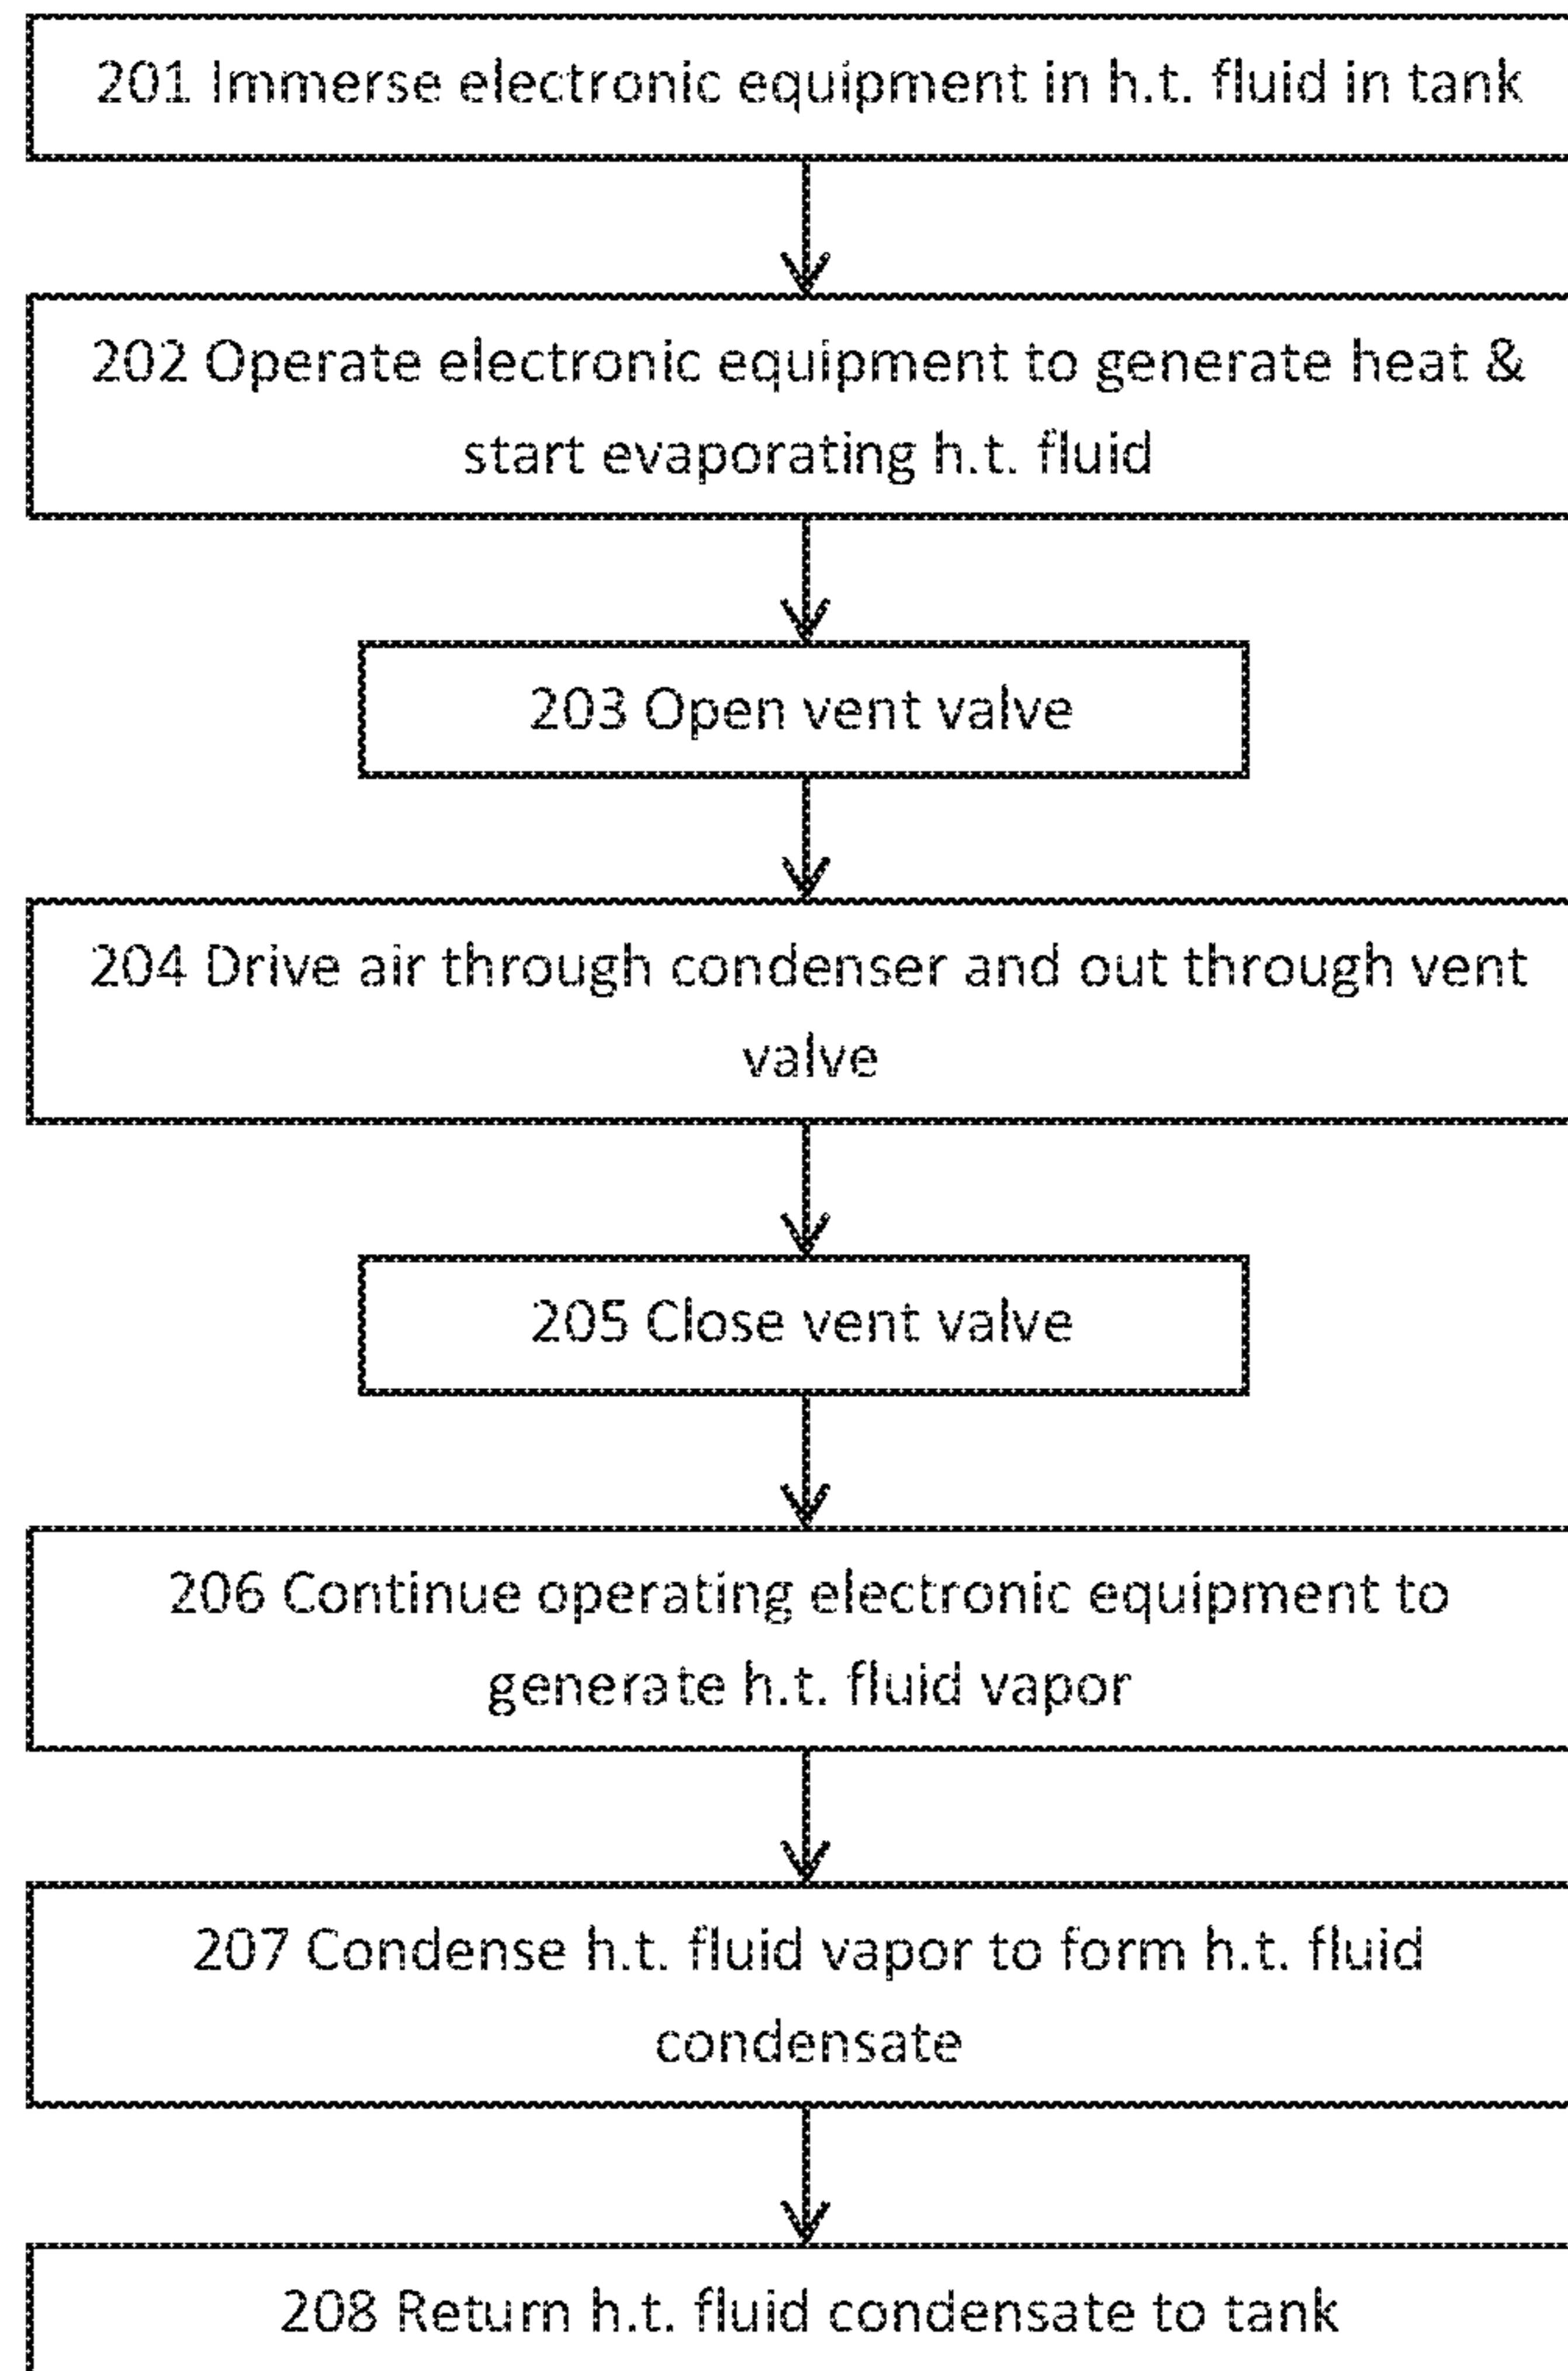 201 Immerse electronic equipment in h.t. fluid in tank
202 Operate electronic equipment to generate heat &
start evaporating h.t. fluid
203 Open vent valve
204 Drive air through condenser and out through vent
valve
205 Close vent valve
206 Continue operating electronic equipment to
generate h.t. fluid vapor
207 Condense h.t. fluid vapor to form h.t. fluid
condensate
208 Return h.t. fluid condensate to tank